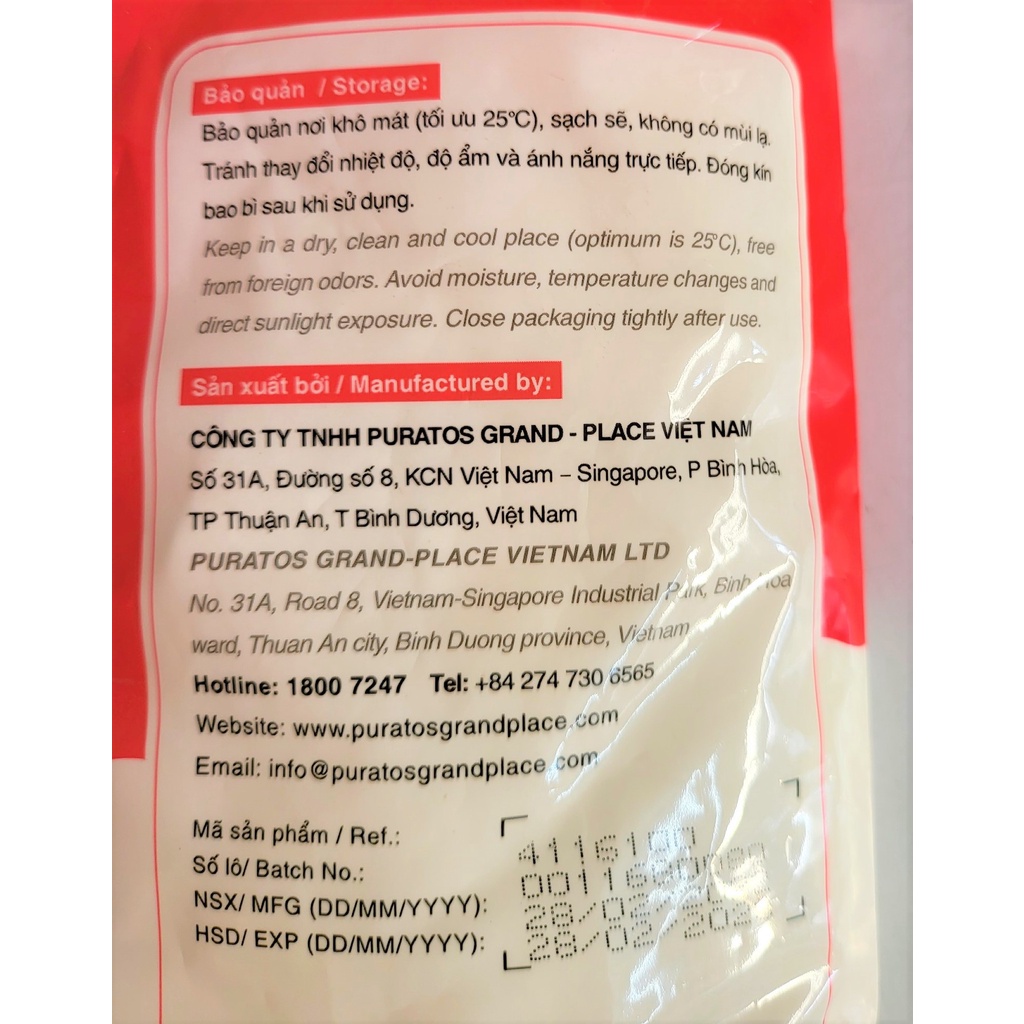 Bảo quản / Storage:
Bảo quản nơi khô mát (tối ưu 25°C), sạch sẽ, không có mùi lạ.
Tránh thay đổi nhiệt độ, độ ẩm và ánh nắng trực tiếp. Đóng kín
bao bì sau khi sử dụng.
Keep in a dry, clean and cool place (optimum is 25°C), free
from foreign odors. Avoid moisture, temperature changes and
direct sunlight exposure. Close packaging tightly after use.
Sản xuất bởi / Manufactured by:
CÔNG TY TNHH PURATOS GRAND - PLACE VIỆT NAM
Số 31A, Đường số 8, KCN Việt Nam – Singapore, P Bình Hòa,
TP Thuận An, T Bình Dương, Việt Nam
PURATOS GRAND-PLACE VIETNAM LTD
No. 31A, Road 8, Vietnam-Singapore Industrial Park, Binh Hoa
ward, Thuan An city, Binh Duong province, Vietnam
Hotline: 1800 7247 Tel: +84 274 730 6565
Website: www.puratosgrandplace.com
Email: info@puratosgrandplace.com
Mã sản phẩm / Ref.:
Số lô/ Batch No.:
NSX/ MFG (DD/MM/YYYY):
HSD/ EXP (DD/MM/YYYY):